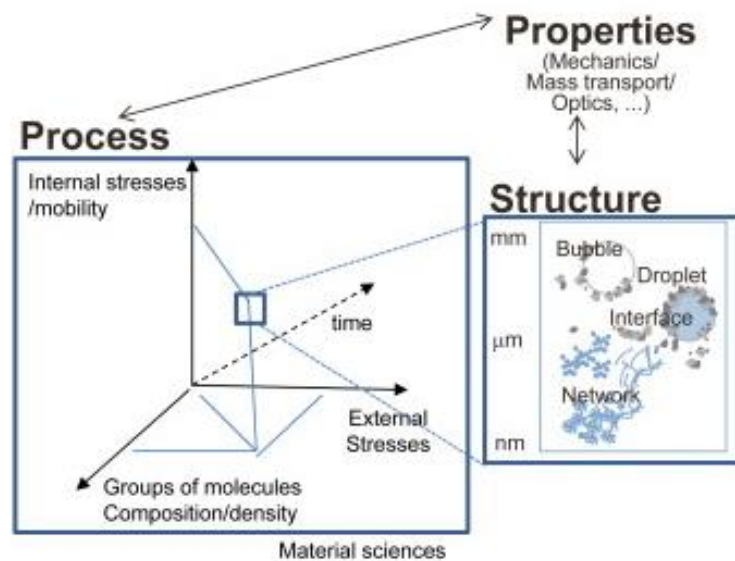 Properties
(Mechanics/
Mass transport/
Optics, ...)
Process
Internal stresses
/mobility
time
External
Stresses
Groups of molecules
Composition/density
Material sciences
Structure
mm
Bubble
Droplet
Interface
μm
Network
nm